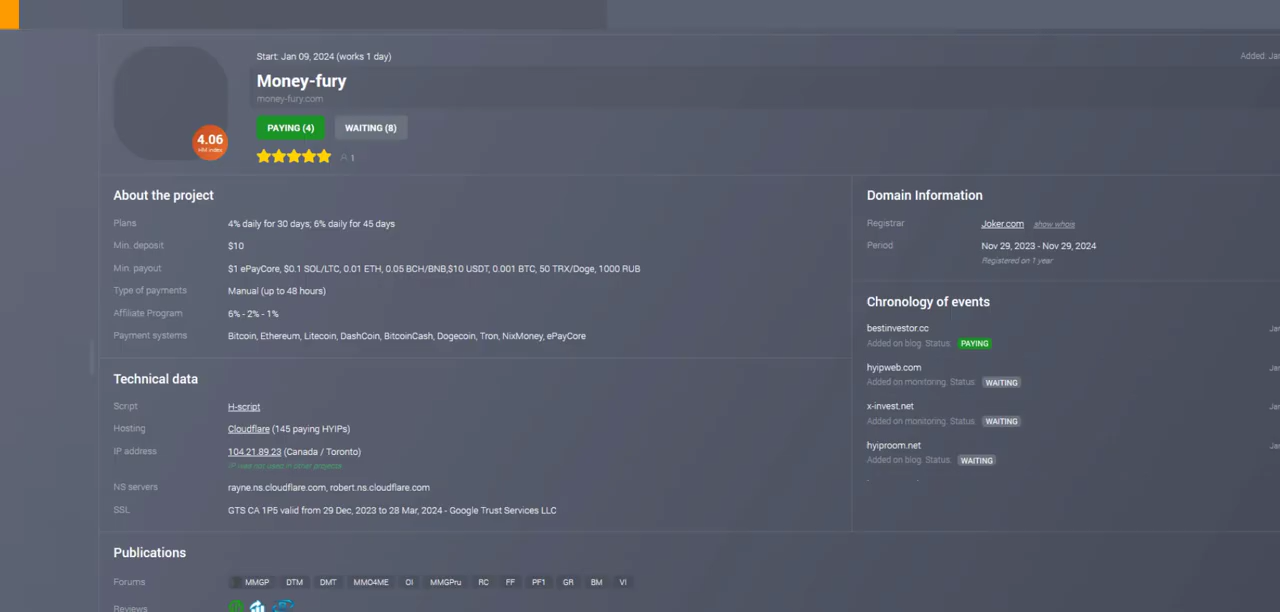 Start: Jan 09, 2024 (works 1 day)
Added: Jan
Money-fury
money-fury.com
PAYING (4) WAITING (8)
4.06
HM index
1
About the project
Plans 4% daily for 30 days; 6% daily for 45 days
Min. deposit $10
Min. payout $1 ePayCore, $0.1 SOL/LTC, 0.01 ETH, 0.05 BCH/BNB,$10 USDT, 0.001 BTC, 50 TRX/Doge, 1000 RUB
Type of payments Manual (up to 48 hours)
Affiliate Program 6% - 2% - 1%
Payment systems Bitcoin, Ethereum, Litecoin, DashCoin, BitcoinCash, Dogecoin, Tron, NixMoney, ePayCore
Technical data
Script H-script
Hosting Cloudflare (145 paying HYIPs)
IP address 104.21.89.23 (Canada / Toronto)
IP was not used in other projects
NS servers rayne.ns.cloudflare.com, robert.ns.cloudflare.com
SSL GTS CA 1P5 valid from 29 Dec, 2023 to 28 Mar, 2024 - Google Trust Services LLC
Domain Information
Registrar Joker.com show whois
Period Nov 29, 2023 - Nov 29, 2024
Registered on 1 year
Chronology of events
bestinvestor.cc Jan
Added on blog. Status: PAYING
hyipweb.com Jan
Added on monitoring. Status: WAITING
x-invest.net Jan
Added on monitoring. Status: WAITING
hyiproom.net Jan
Added on blog. Status: WAITING
Publications
Forums MMGP DTM DMT MMO4ME OI MMGPru RC FF PF1 GR BM VI
Reviews